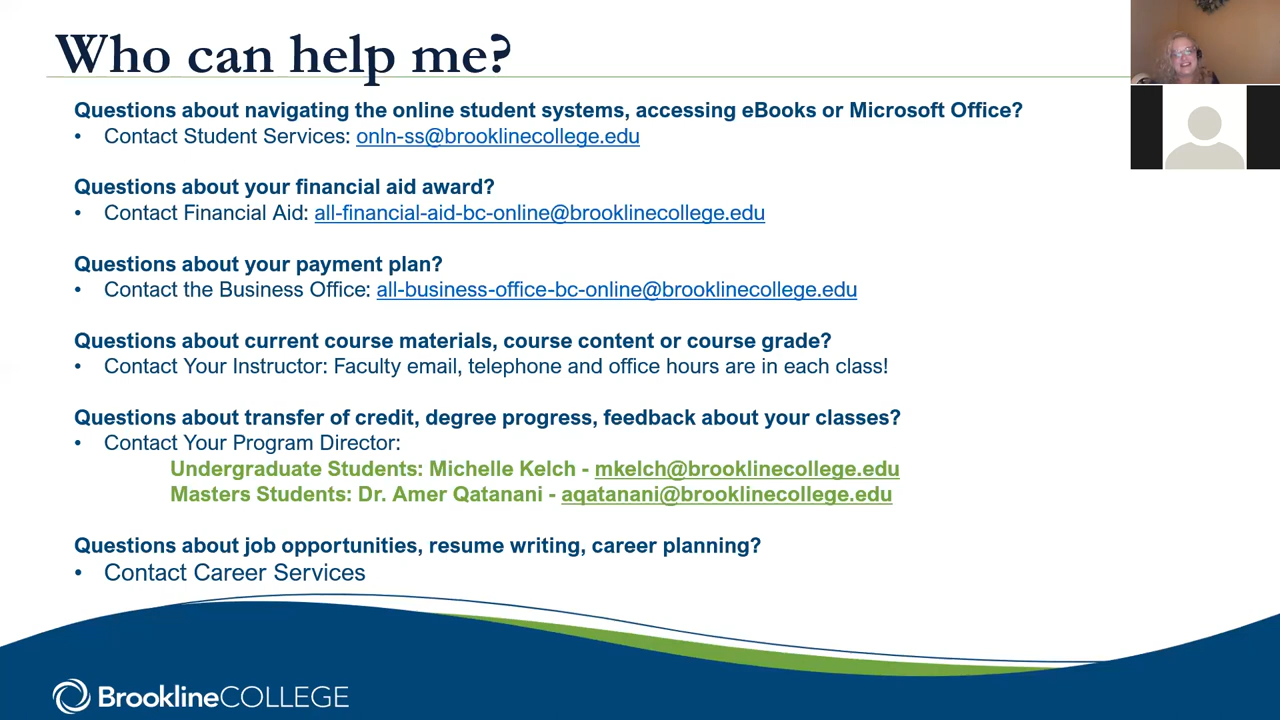 Who can help me?
Questions about navigating the online student systems, accessing eBooks or Microsoft Office?
• Contact Student Services: onln-ss@brooklinecollege.edu
Questions about your financial aid award?
• Contact Financial Aid: all-financial-aid-bc-online@brooklinecollege.edu
Questions about your payment plan?
• Contact the Business Office: all-business-office-bc-online@brooklinecollege.edu
Questions about current course materials, course content or course grade?
• Contact Your Instructor: Faculty email, telephone and office hours are in each class!
Questions about transfer of credit, degree progress, feedback about your classes?
• Contact Your Program Director:
Undergraduate Students: Michelle Kelch - mkelch@brooklinecollege.edu
Masters Students: Dr. Amer Qatanani - aqatanani@brooklinecollege.edu
Questions about job opportunities, resume writing, career planning?
• Contact Career Services
BrooklineCOLLEGE